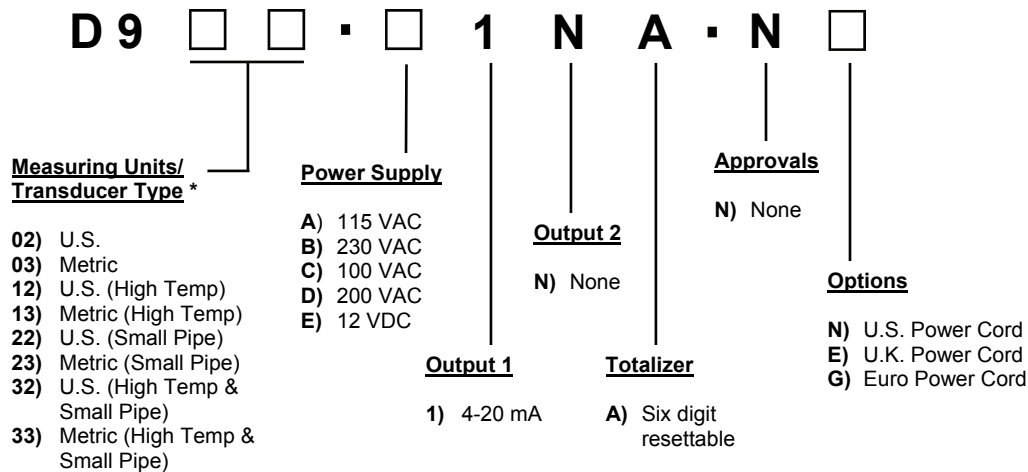 D 9 □ □ · □ 1 N A · N □
Measuring Units/
Transducer Type *
02) U.S.
03) Metric
12) U.S. (High Temp)
13) Metric (High Temp)
22) U.S. (Small Pipe)
23) Metric (Small Pipe)
32) U.S. (High Temp &
Small Pipe)
33) Metric (High Temp &
Small Pipe)
Power Supply
A) 115 VAC
B) 230 VAC
C) 100 VAC
D) 200 VAC
E) 12 VDC
Output 1
1) 4-20 mA
Output 2
N) None
Totalizer
A) Six digit
resettable
Approvals
N) None
Options
N) U.S. Power Cord
E) U.K. Power Cord
G) Euro Power Cord